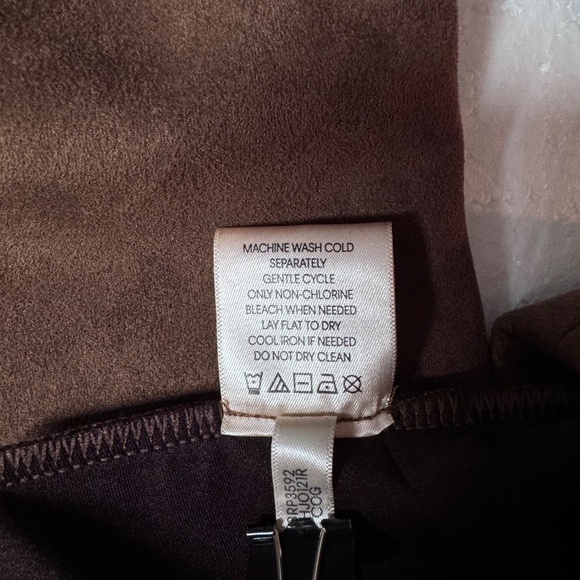 MACHINE WASH COLD
SEPARATELY
GENTLE CYCLE
ONLY NON-CHLORINE
BLEACH WHEN NEEDED
LAY FLAT TO DRY
COOL IRON IF NEEDED
DO NOT DRY CLEAN
COG